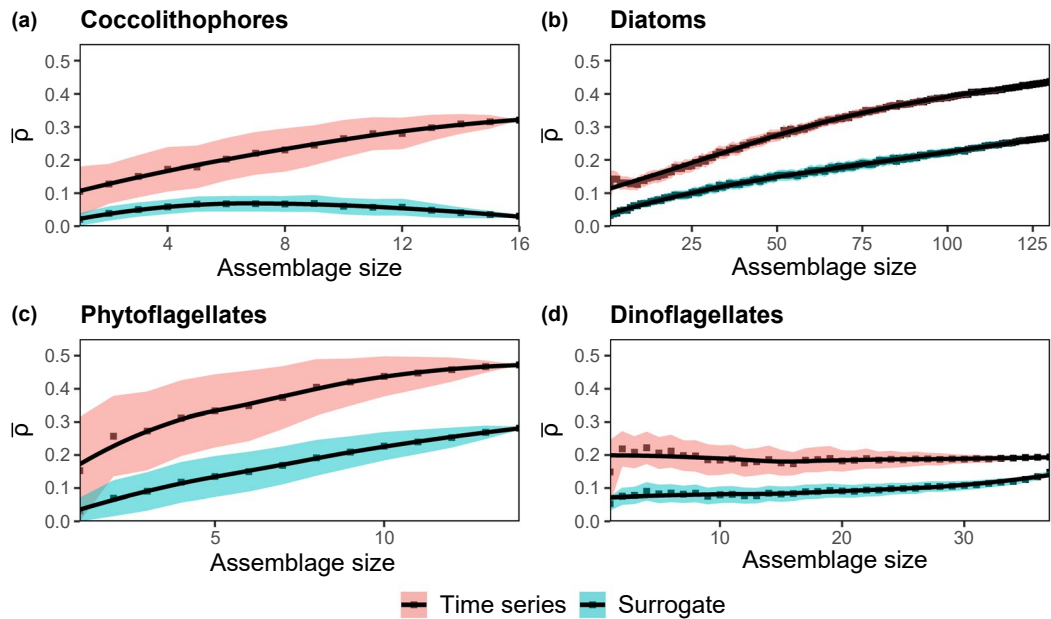 (a) Coccolithophores
0.5
0.4
0.3
0.2
0.1
0.0
ρ̅
4 8 12 16
Assemblage size
(b) Diatoms
0.5
0.4
0.3
0.2
0.1
0.0
ρ̅
25 50 75 100 125
Assemblage size
(c) Phytoflagellates
0.5
0.4
0.3
0.2
0.1
0.0
ρ̅
5 10
Assemblage size
(d) Dinoflagellates
0.5
0.4
0.3
0.2
0.1
0.0
ρ̅
10 20 30
Assemblage size
Time series Surrogate